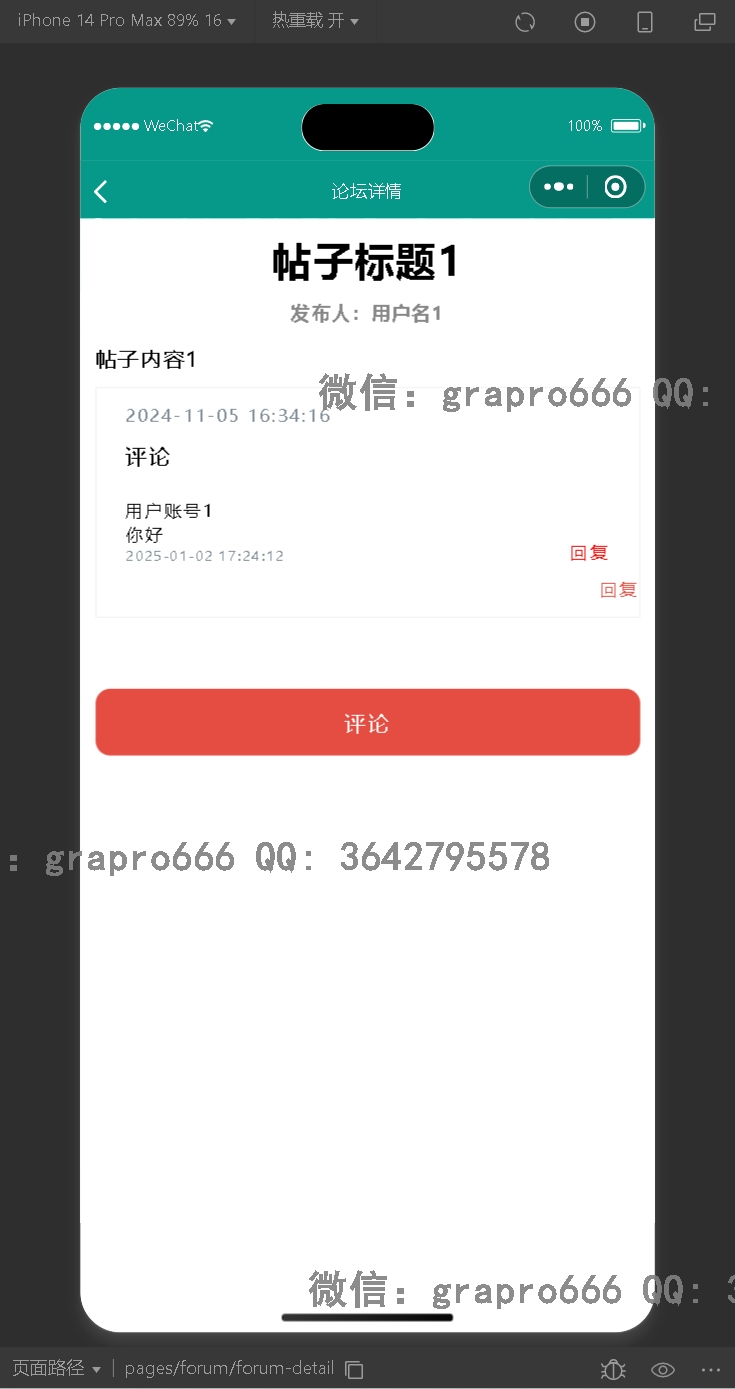 iPhone 14 Pro Max 89% 16 热重载 开
WeChat 100%
论坛详情
帖子标题1
发布人：用户名1
帖子内容1
微信：grapro666 QQ:
2024-11-05 16:34:16
评论
用户账号1
你好
2025-01-02 17:24:12
回复
回复
评论
：grapro666 QQ: 3642795578
微信：grapro666 QQ: 3
页面路径 pages/forum/forum-detail